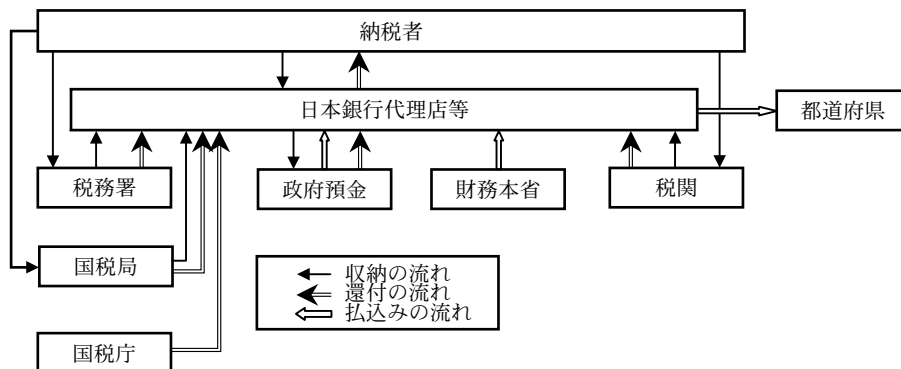 納税者
日本銀行代理店等
都道府県
税務署
政府預金
財務本省
税関
国税局
収納の流れ
還付の流れ
払込みの流れ
国税庁